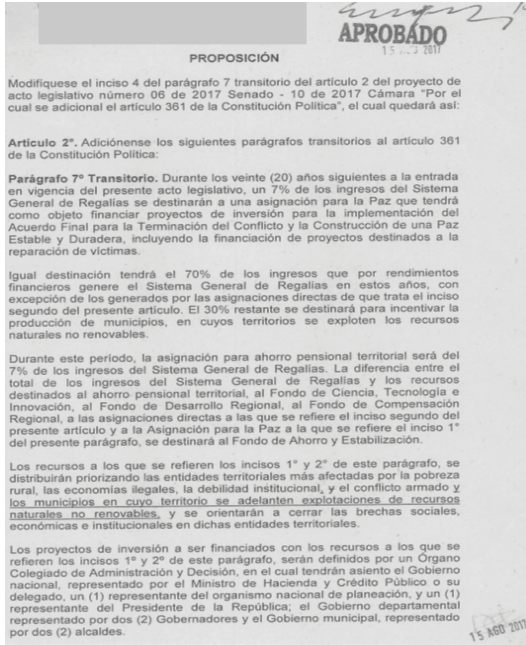 APROBADO
PROPOSICIÓN
Modifíquese el inciso 4 del parágrafo 7 transitorio del artículo 2 del proyecto de
acto legislativo número 06 de 2017 Senado - 10 de 2017 Cámara "Por el
cual se adicional el artículo 361 de la Constitución Política", el cual quedará así:
Artículo 2°. Adiciónense los siguientes parágrafos transitorios al artículo 361
de la Constitución Política:
Parágrafo 7º Transitorio. Durante los veinte (20) años siguientes a la entrada
en vigencia del presente acto legislativo, un 7% de los ingresos del Sistema
General de Regalías se destinarán a una asignación para la Paz que tendrá
como objeto financiar proyectos de inversión para la implementación del
Acuerdo Final para la Terminación del Conflicto y la Construcción de una Paz
Estable y Duradera, incluyendo la financiación de proyectos destinados a la
reparación de víctimas.
Igual destinación tendrá el 70% de los ingresos que por rendimientos
financieros genere el Sistema General de Regalías en estos años, con
excepción de los generados por las asignaciones directas de que trata el inciso
segundo del presente artículo. El 30% restante se destinará para incentivar la
producción de municipios, en cuyos territorios se exploten los recursos
naturales no renovables.
Durante este período, la asignación para ahorro pensional territorial será del
7% de los ingresos del Sistema General de Regalías. La diferencia entre el
total de los ingresos del Sistema General de Regalías y los recursos
destinados al ahorro pensional territorial, al Fondo de Ciencia, Tecnología e
Innovación, al Fondo de Desarrollo Regional, al Fondo de Compensación
Regional, a las asignaciones directas a las que se refiere el inciso segundo del
presente artículo y a la Asignación para la Paz a la que se refiere el inciso 1°
del presente parágrafo, se destinará al Fondo de Ahorro y Estabilización.
Los recursos a los que se refieren los incisos 1º y 2º de este parágrafo, se
distribuirán priorizando las entidades territoriales más afectadas por la pobreza
rural, las economías ilegales, la debilidad institucional, y el conflicto armado y
los municipios en cuyo territorio se adelanten explotaciones de recursos
naturales no renovables, y se orientarán a cerrar las brechas sociales,
económicas e institucionales en dichas entidades territoriales.
Los proyectos de inversión a ser financiados con los recursos a los que se
refieren los incisos 1º y 2º de este parágrafo, serán definidos por un Órgano
Colegiado de Administración y Decisión, en el cual tendrán asiento el Gobierno
nacional, representado por el Ministro de Hacienda y Crédito Público o su
delegado, un (1) representante del organismo nacional de planeación, y un (1)
representante del Presidente de la República; el Gobierno departamental
representado por dos (2) Gobernadores y el Gobierno municipal, representado
por dos (2) alcaldes.
15 AGO 2017